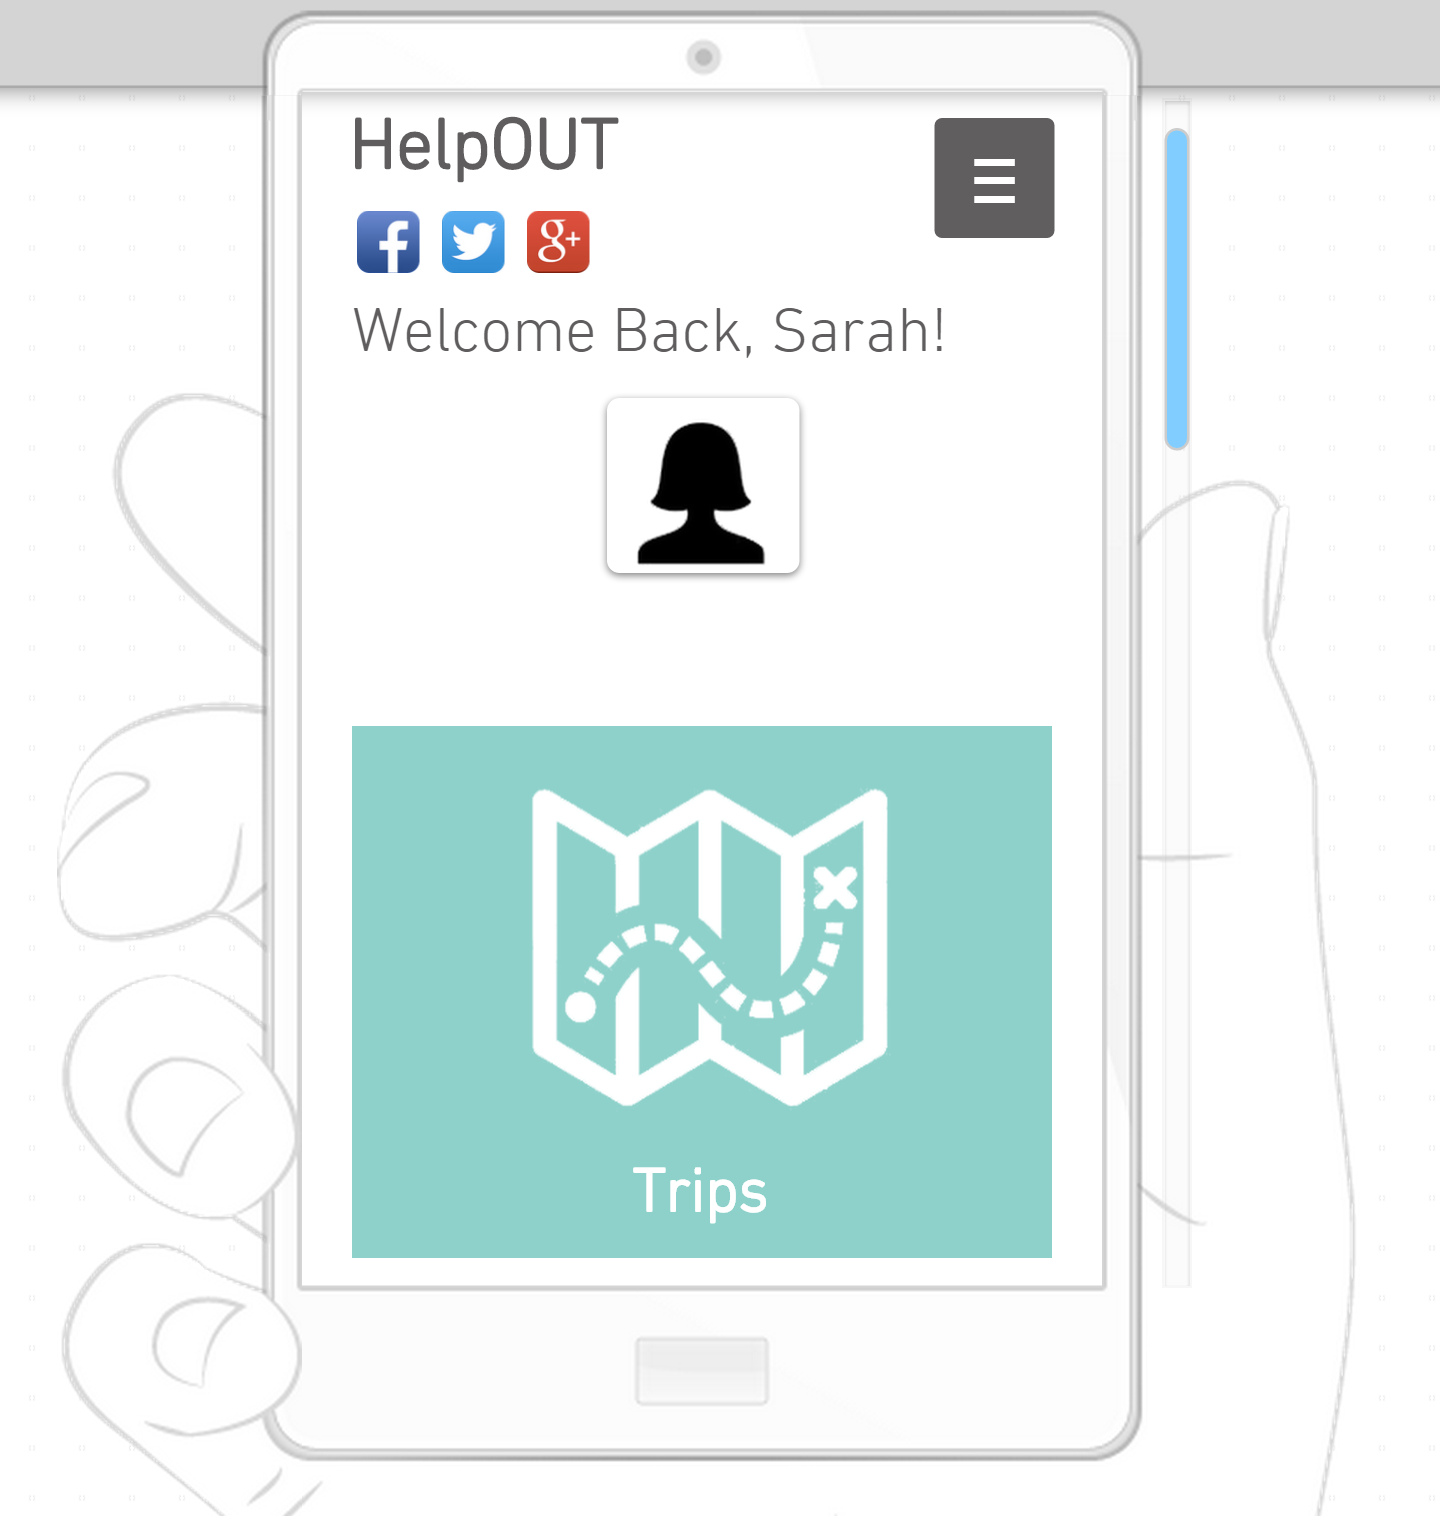 HelpOUT
f g+
Welcome Back, Sarah!
Trips